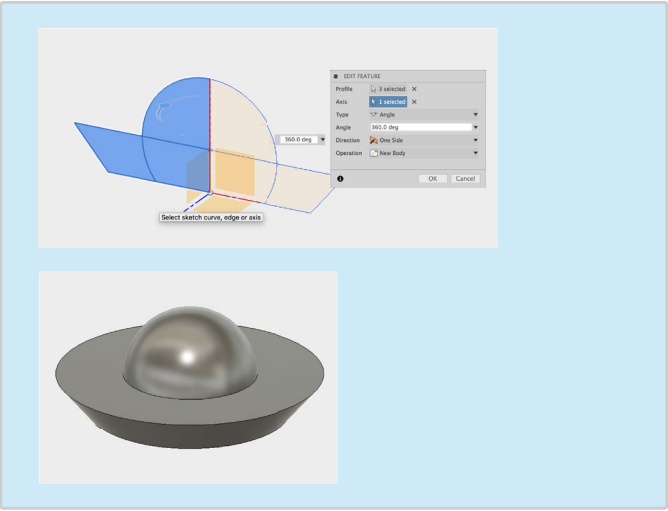 EDIT FEATURE
Profile 3 selected ×
Axis 1 selected ×
Type Angle
Angle 360.0 deg
360.0 deg
Direction One Side
Operation New Body
OK Cancel
Select sketch curve, edge or axis